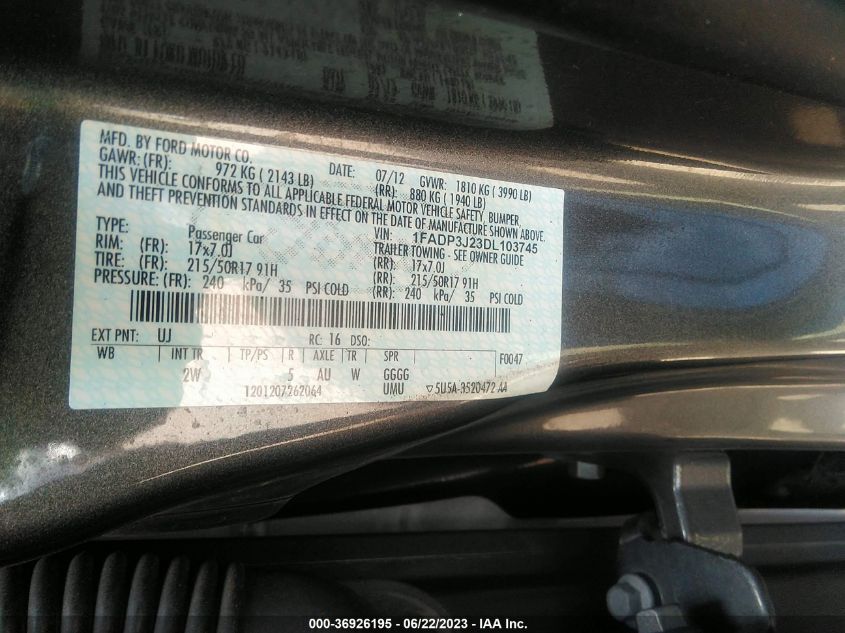 MFD. BY FORD MOTOR CO.
DATE: 07/12 GVWR: 1810 KG ( 3990 LB)
GAWR: (FR): 972 KG ( 2143 LB) (RR): 880 KG ( 1940 LB)
THIS VEHICLE CONFORMS TO ALL APPLICABLE FEDERAL MOTOR VEHICLE SAFETY, BUMPER,
AND THEFT PREVENTION STANDARDS IN EFFECT ON THE DATE OF MANUFACTURE SHOWN ABOVE.
VIN: 1FADP3J23DL103745
TYPE: Passenger Car TRAILER TOWING - SEE OWNER GUIDE
RIM: (FR) 17x7.0J (RR): 17x7.0J
TIRE: (FR) 215/50R17 91H (RR): 215/50R17 91H
PRESSURE: (FR) 240 kPa/ 35 PSI COLD (RR): 240 kPa/ 35 PSI COLD
EXT PNT: UJ RC: 16 DSO:
WB INT TR TP/PS R AXLE TR SPR F0047
2W 5 AU W GGGG
1201207262064 UMU ▽5U5A-3520472-AA
000-36926195 - 06/22/2023 - IAA Inc.